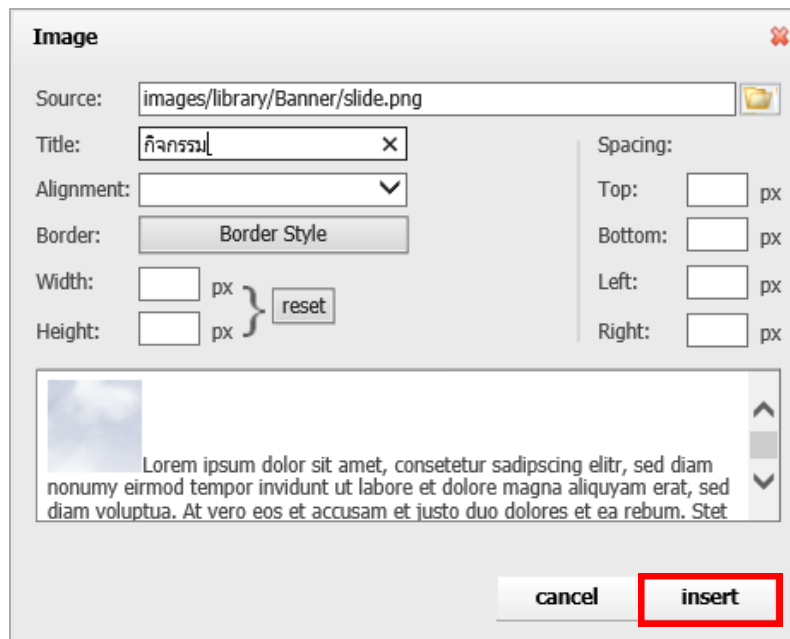 Image
Source: images/library/Banner/slide.png
Title: กิจกรรม
Spacing:
Alignment:
Top: px
Border: Border Style
Bottom: px
Width: px
reset
Left: px
Height: px
Right: px
Lorem ipsum dolor sit amet, consetetur sadipscing elitr, sed diam
nonumy eirmod tempor invidunt ut labore et dolore magna aliquyam erat, sed
diam voluptua. At vero eos et accusam et justo duo dolores et ea rebum. Stet
cancel insert